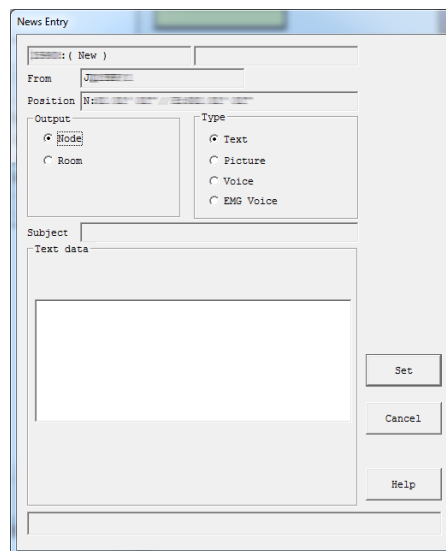 News Entry
:( New )
From J
Position N:
Output
Node
Room
Type
Text
Picture
Voice
EMG Voice
Subject
Text data
Set
Cancel
Help